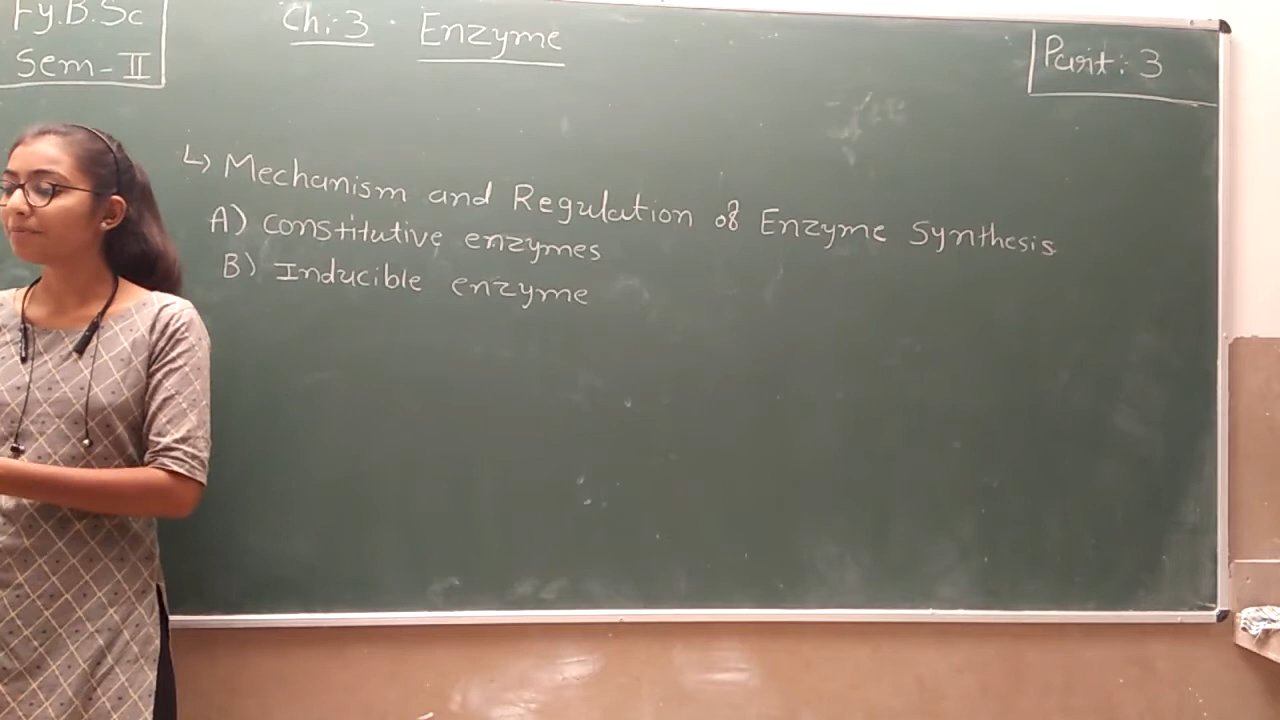 Fy.B.Sc
Sem-II
Ch:3 Enzyme
Part:3
↳ Mechanism and Regulation of Enzyme Synthesis
A) Constitutive enzymes
B) Inducible enzyme